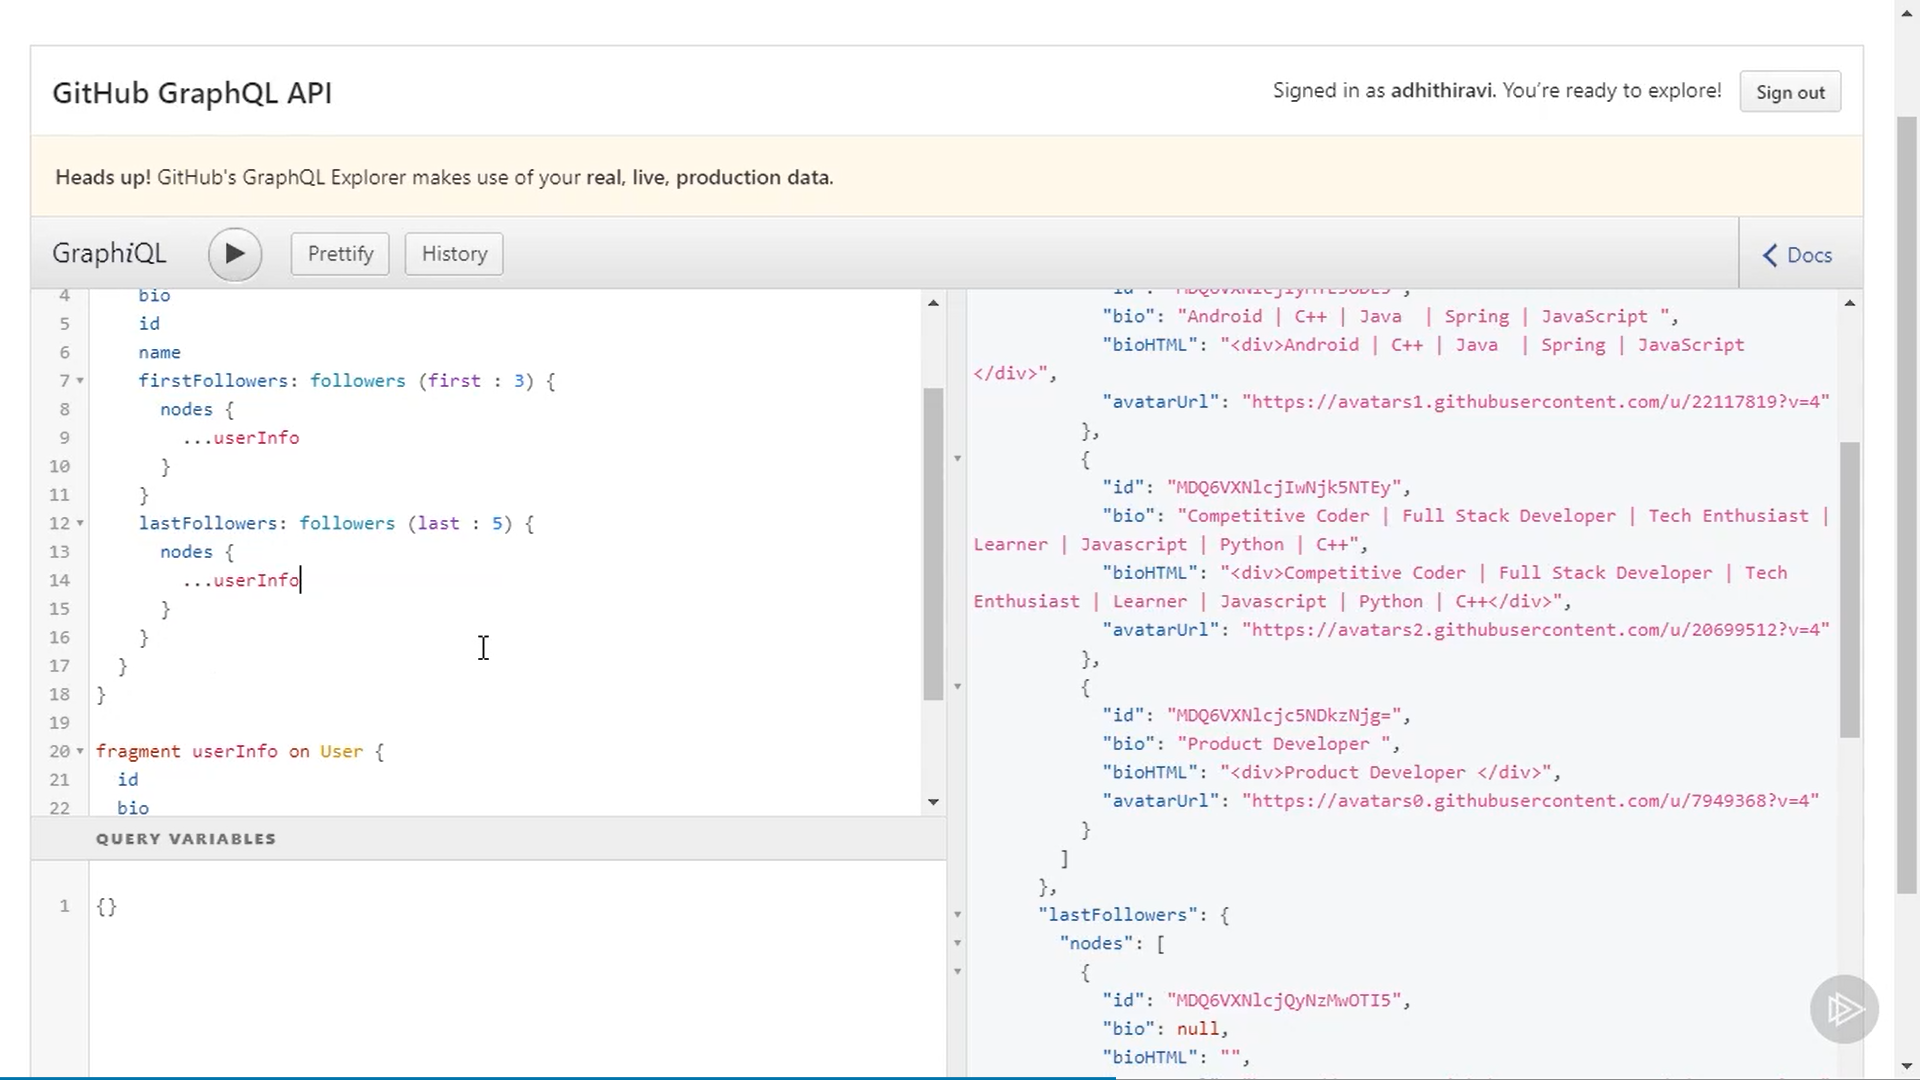 GitHub GraphQL API
Signed in as adhithiravi. You’re ready to explore!
Sign out
Heads up! GitHub's GraphQL Explorer makes use of your real, live, production data.
GraphiQL
Prettify
History
Docs
4 bio
5 id
6 name
7 firstFollowers: followers (first : 3) {
8 nodes {
9 ...userInfo
10 }
11 }
12 lastFollowers: followers (last : 5) {
13 nodes {
14 ...userInfo
15 }
16 }
17 }
18 }
19
20 fragment userInfo on User {
21 id
22 bio
QUERY VARIABLES
1 {}
"bio": "Android | C++ | Java  | Spring | JavaScript ",
"bioHTML": "<div>Android | C++ | Java  | Spring | JavaScript
</div>",
"avatarUrl": "https://avatars1.githubusercontent.com/u/22117819?v=4"
},
{
"id": "MDQ6VXNlcjIwNjk5NTEy",
"bio": "Competitive Coder | Full Stack Developer | Tech Enthusiast |
Learner | Javascript | Python | C++",
"bioHTML": "<div>Competitive Coder | Full Stack Developer | Tech
Enthusiast | Learner | Javascript | Python | C++</div>",
"avatarUrl": "https://avatars2.githubusercontent.com/u/20699512?v=4"
},
{
"id": "MDQ6VXNlcjc5NDkzNjg=",
"bio": "Product Developer ",
"bioHTML": "<div>Product Developer </div>",
"avatarUrl": "https://avatars0.githubusercontent.com/u/7949368?v=4"
}
]
},
"lastFollowers": {
"nodes": [
{
"id": "MDQ6VXNlcjQyNzMwOTI5",
"bio": null,
"bioHTML": "",